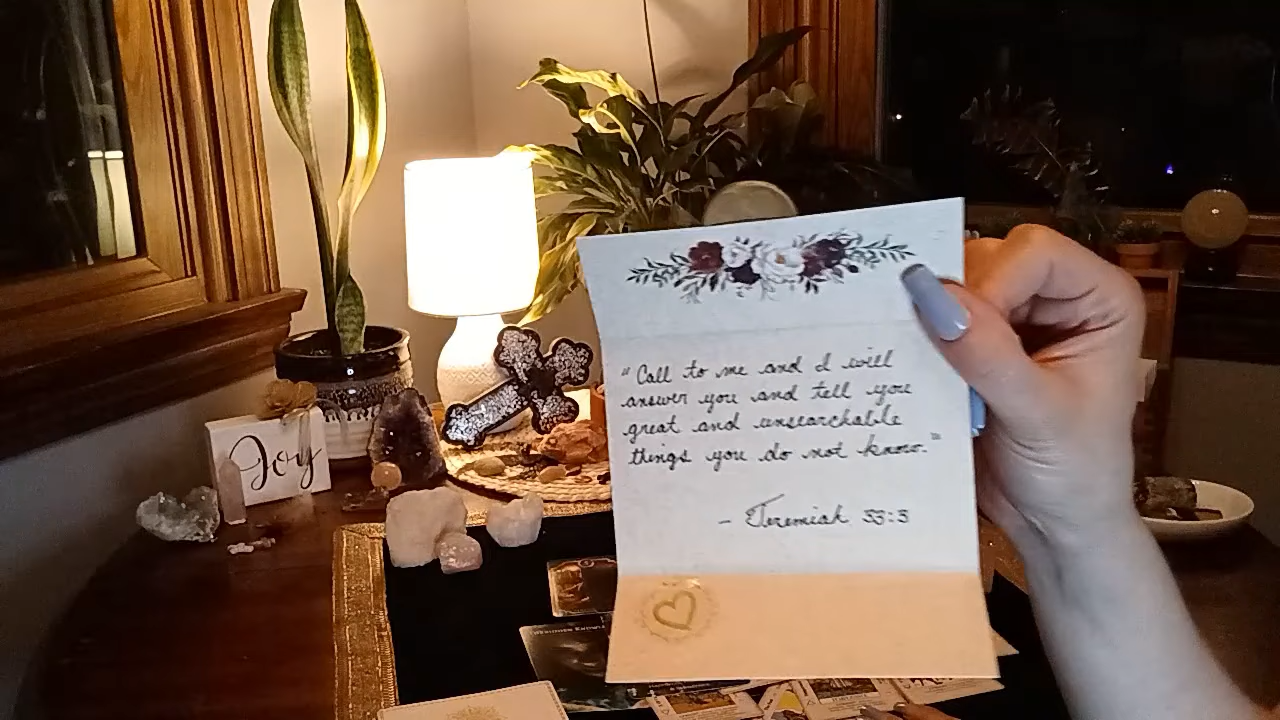 "Call to me and I will
answer you and tell you
great and unsearchable
things you do not know."
- Jeremiah 33:3
Joy